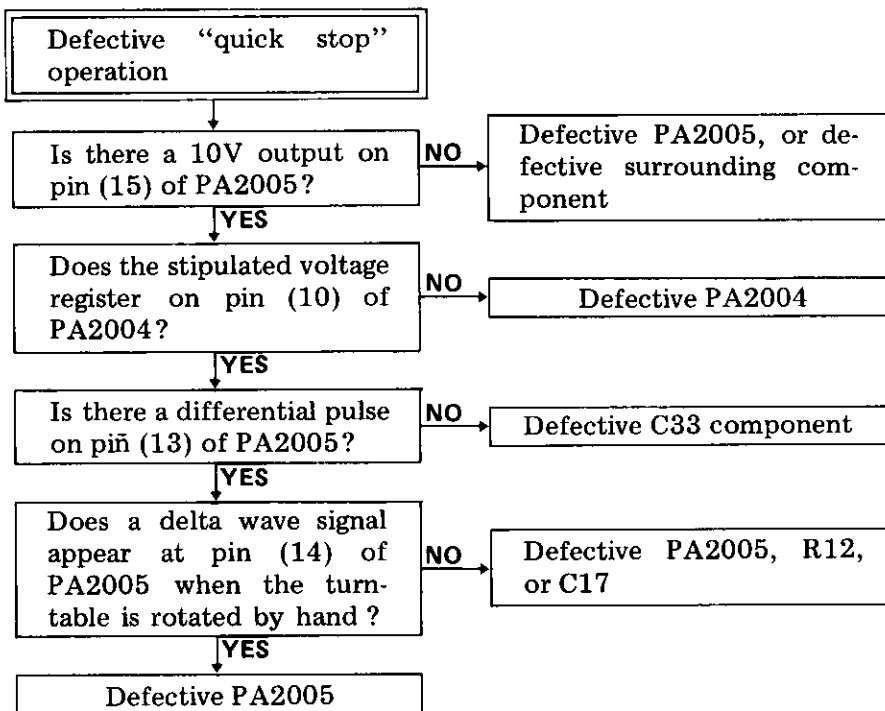 Defective “quick stop”
operation
Is there a 10V output on
pin (15) of PA2005?
NO
Defective PA2005, or de-
fective surrounding com-
ponent
YES
Does the stipulated voltage
register on pin (10) of
PA2004?
NO
Defective PA2004
YES
Is there a differential pulse
on pin (13) of PA2005?
NO
Defective C33 component
YES
Does a delta wave signal
appear at pin (14) of
PA2005 when the turn-
table is rotated by hand?
NO
Defective PA2005, R12,
or C17
YES
Defective PA2005